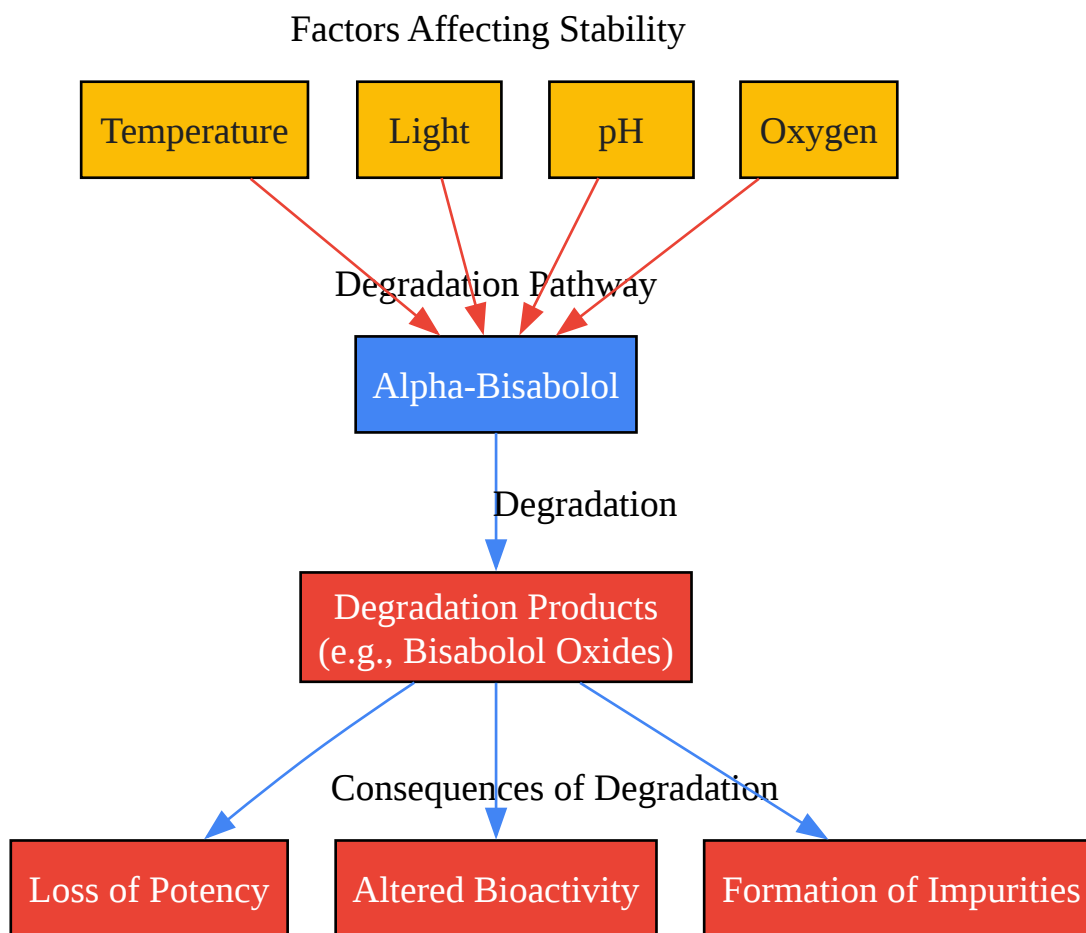 Factors Affecting Stability
Temperature
Light
pH
Oxygen
Degradation Pathway
Alpha-Bisabolol
Degradation
Degradation Products
(e.g., Bisabolol Oxides)
Consequences of Degradation
Loss of Potency
Altered Bioactivity
Formation of Impurities